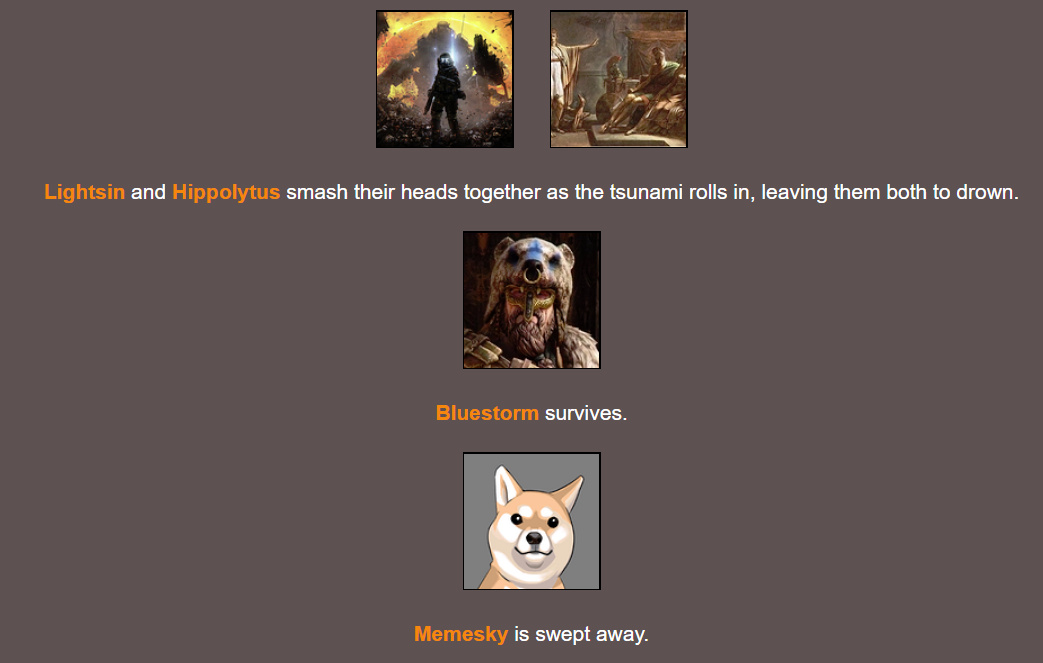 Lightsin and Hippolytus smash their heads together as the tsunami rolls in, leaving them both to drown.
Bluestorm survives.
Memesky is swept away.